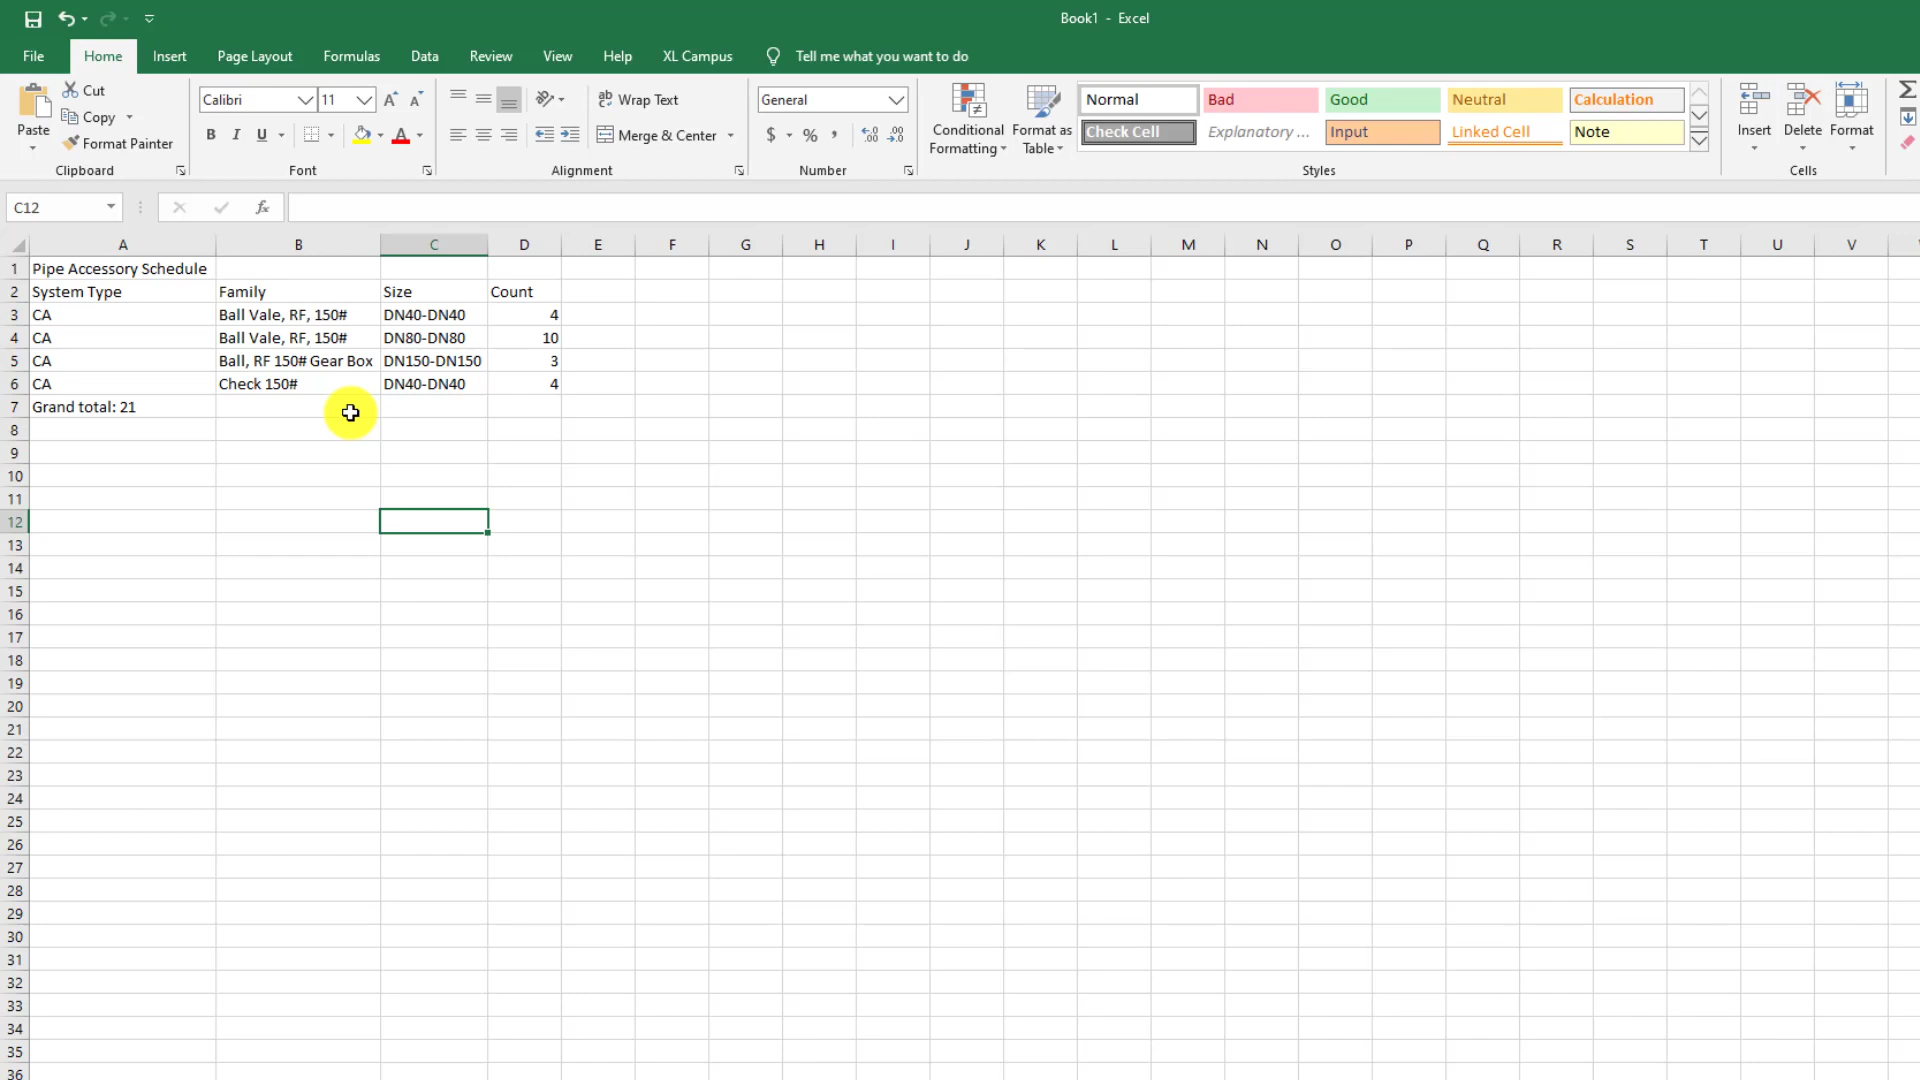 Book1 - Excel
File Home Insert Page Layout Formulas Data Review View Help XL Campus Tell me what you want to do
Paste
Cut
Copy
Format Painter
Clipboard
Calibri 11
B I U
Font
Wrap Text
Merge & Center
Alignment
General
$ % ,
Number
Conditional Formatting
Format as Table
Normal Bad Good Neutral Calculation
Check Cell Explanatory ... Input Linked Cell Note
Styles
Insert Delete Format
Cells
C12 fx
A B C D E F G H I J K L M N O P Q R S T U V
1 Pipe Accessory Schedule
2 System Type Family Size Count
3 CA Ball Vale, RF, 150# DN40-DN40 4
4 CA Ball Vale, RF, 150# DN80-DN80 10
5 CA Ball, RF 150# Gear Box DN150-DN150 3
6 CA Check 150# DN40-DN40 4
7 Grand total: 21
8
9
10
11
12
13
14
15
16
17
18
19
20
21
22
23
24
25
26
27
28
29
30
31
32
33
34
35
36